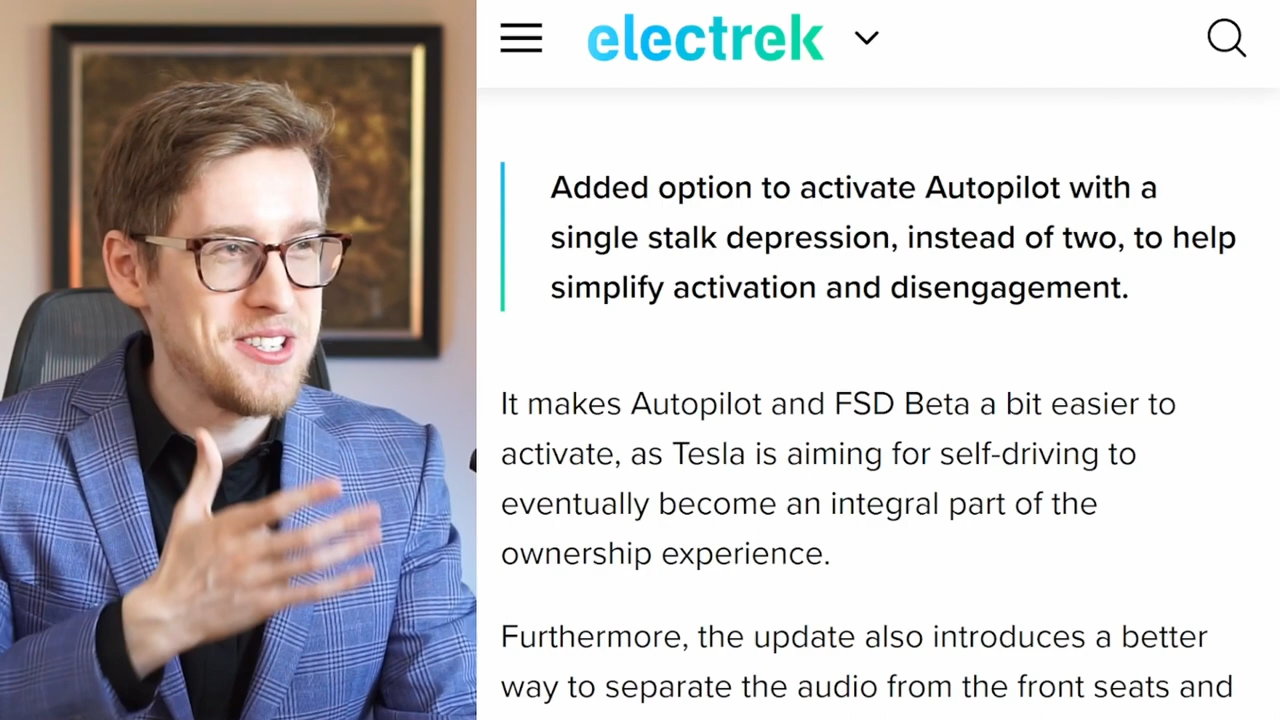 electrek
Added option to activate Autopilot with a
single stalk depression, instead of two, to help
simplify activation and disengagement.
It makes Autopilot and FSD Beta a bit easier to
activate, as Tesla is aiming for self-driving to
eventually become an integral part of the
ownership experience.
Furthermore, the update also introduces a better
way to separate the audio from the front seats and